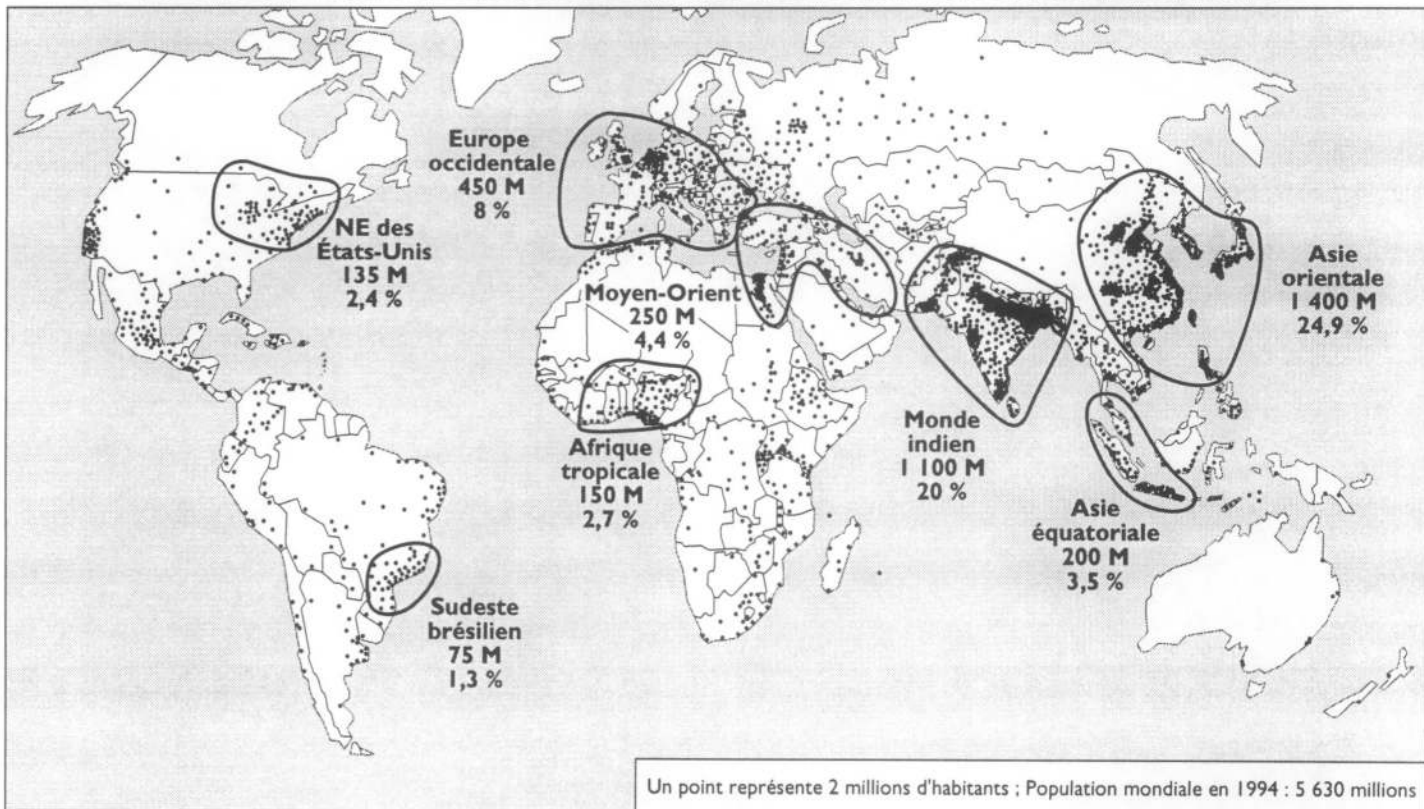 Europe
occidentale
450 M
8 %
NE des
États-Unis
135 M
2,4 %
Moyen-Orient
250 M
4,4 %
Asie
orientale
1 400 M
24,9 %
Afrique
tropicale
150 M
2,7 %
Monde
indien
1 100 M
20 %
Asie
équatoriale
200 M
3,5 %
Sudeste
brésilien
75 M
1,3 %
Un point représente 2 millions d'habitants ; Population mondiale en 1994 : 5 630 millions